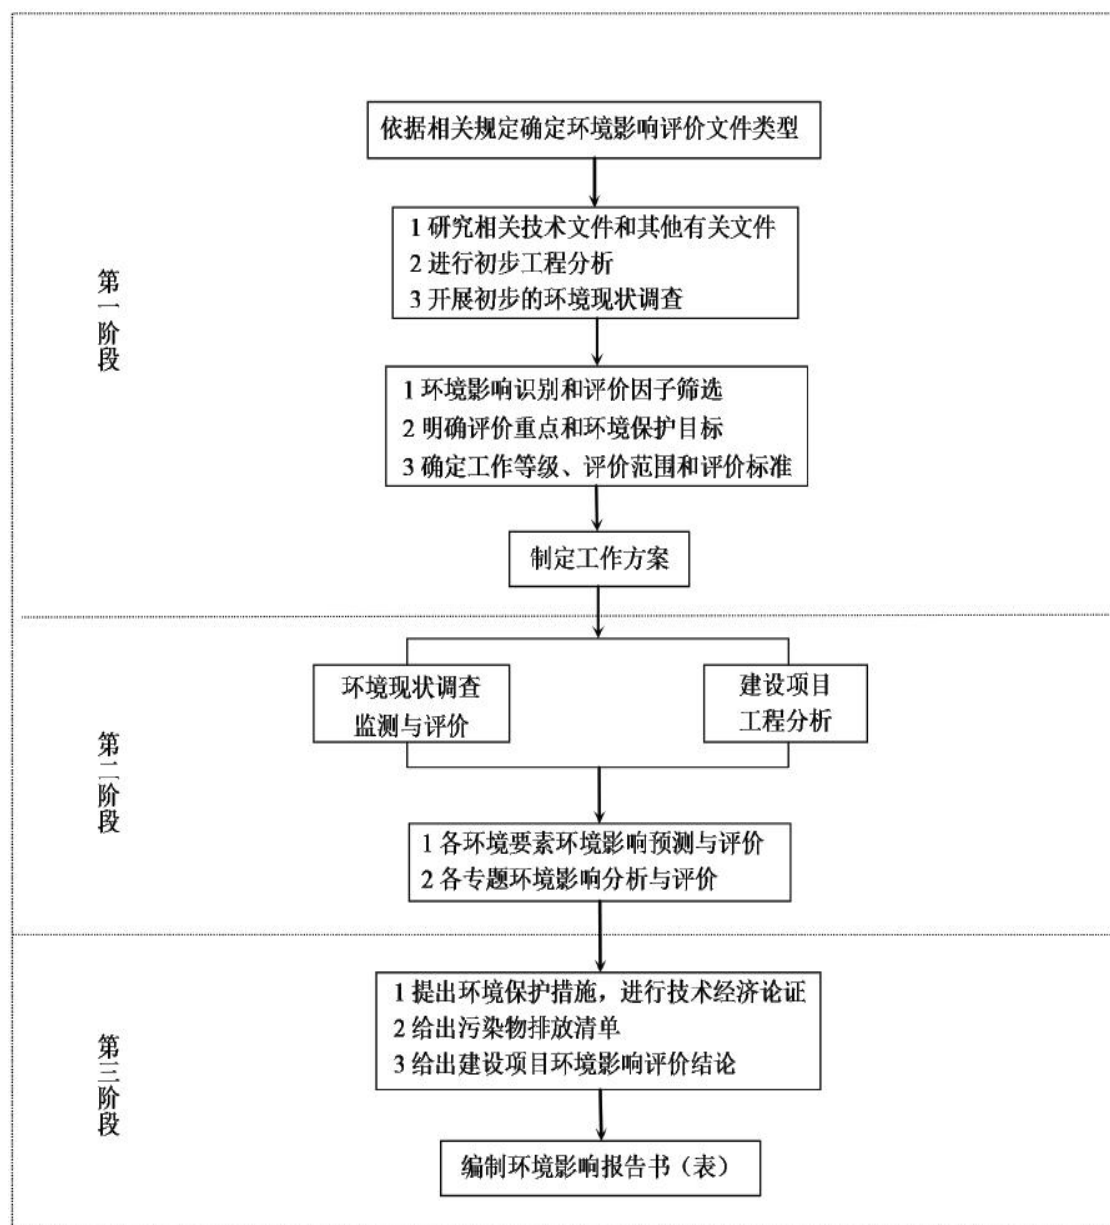 依据相关规定确定环境影响评价文件类型
1 研究相关技术文件和其他有关文件
2 进行初步工程分析
3 开展初步的环境现状调查
第一阶段
1 环境影响识别和评价因子筛选
2 明确评价重点和环境保护目标
3 确定工作等级、评价范围和评价标准
制定工作方案
环境现状调查
监测与评价
建设项目
工程分析
第二阶段
1 各环境要素环境影响预测与评价
2 各专题环境影响分析与评价
1 提出环境保护措施，进行技术经济论证
2 给出污染物排放清单
3 给出建设项目环境影响评价结论
第三阶段
编制环境影响报告书（表）